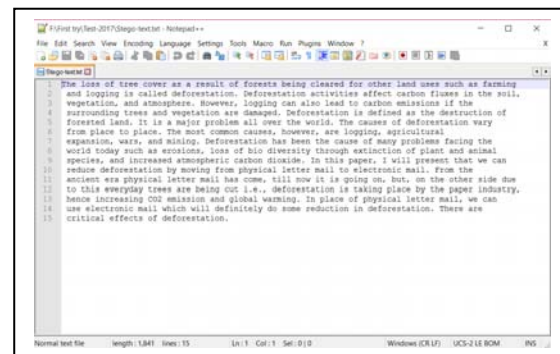 F:\First try\Test-2017\Stego-text.txt - Notepad++
File Edit Search View Encoding Language Settings Tools Macro Run Plugins Window ? X
Stego-text.txt
1 The loss of tree cover as a result of forests being cleared for other land uses such as farming
2 and logging is called deforestation. Deforestation activities affect carbon fluxes in the soil,
3 vegetation, and atmosphere. However, logging can also lead to carbon emissions if the
4 surrounding trees and vegetation are damaged. Deforestation is defined as the destruction of
5 forested land. It is a major problem all over the world. The causes of deforestation vary
6 from place to place. The most common causes, however, are logging, agricultural
7 expansion, wars, and mining. Deforestation has been the cause of many problems facing the
8 world today such as erosions, loss of bio diversity through extinction of plant and animal
9 species, and increased atmospheric carbon dioxide. In this paper, I will present that we can
10 reduce deforestation by moving from physical letter mail to electronic mail. From the
11 ancient era physical letter mail has come, till now it is going on, but, on the other side due
12 to this everyday trees are being cut i.e., deforestation is taking place by the paper industry,
13 hence increasing CO2 emission and global warming. In place of physical letter mail, we can
14 use electronic mail which will definitely do some reduction in deforestation. There are
15 critical effects of deforestation.
Normal text file length : 1,841 lines : 15 Ln : 1 Col : 1 Sel : 0 | 0 Windows (CR LF) UCS-2 LE BOM INS